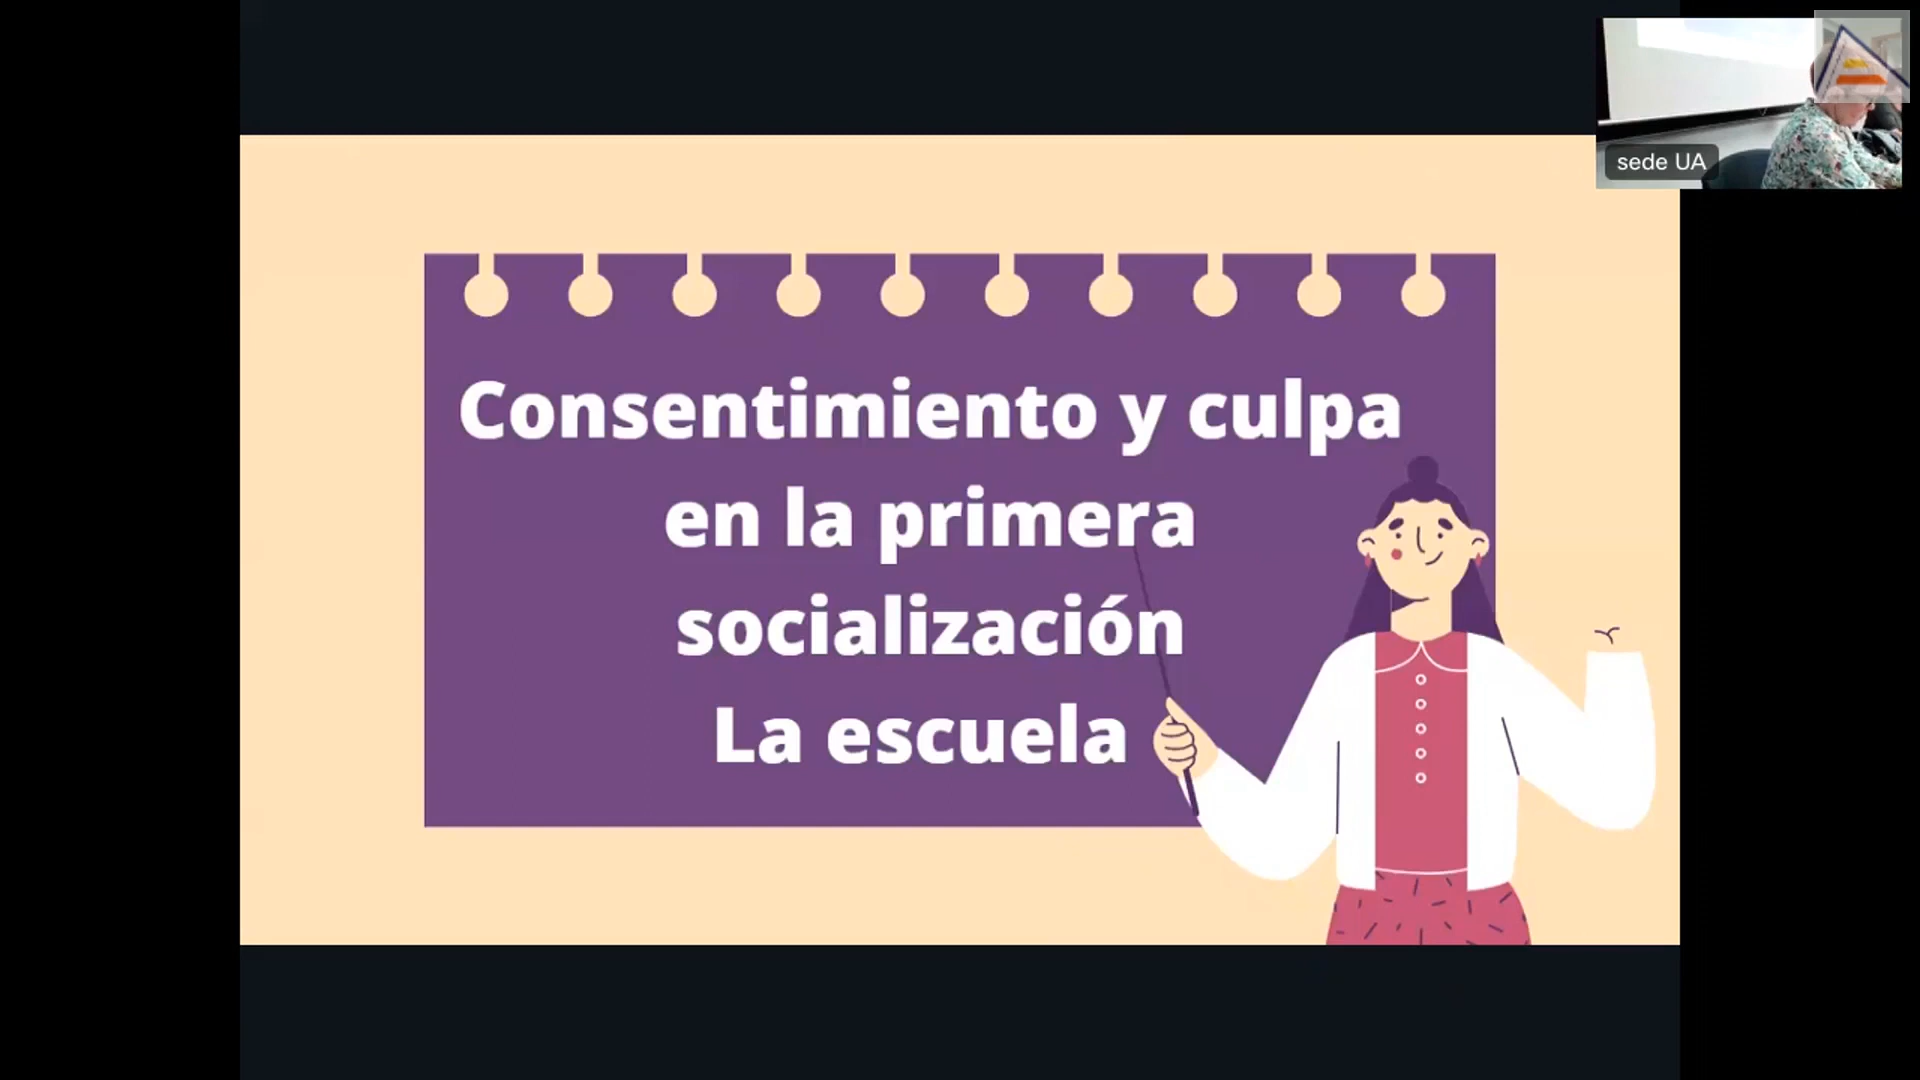 Consentimiento y culpa
en la primera
socialización
La escuela
sede UA